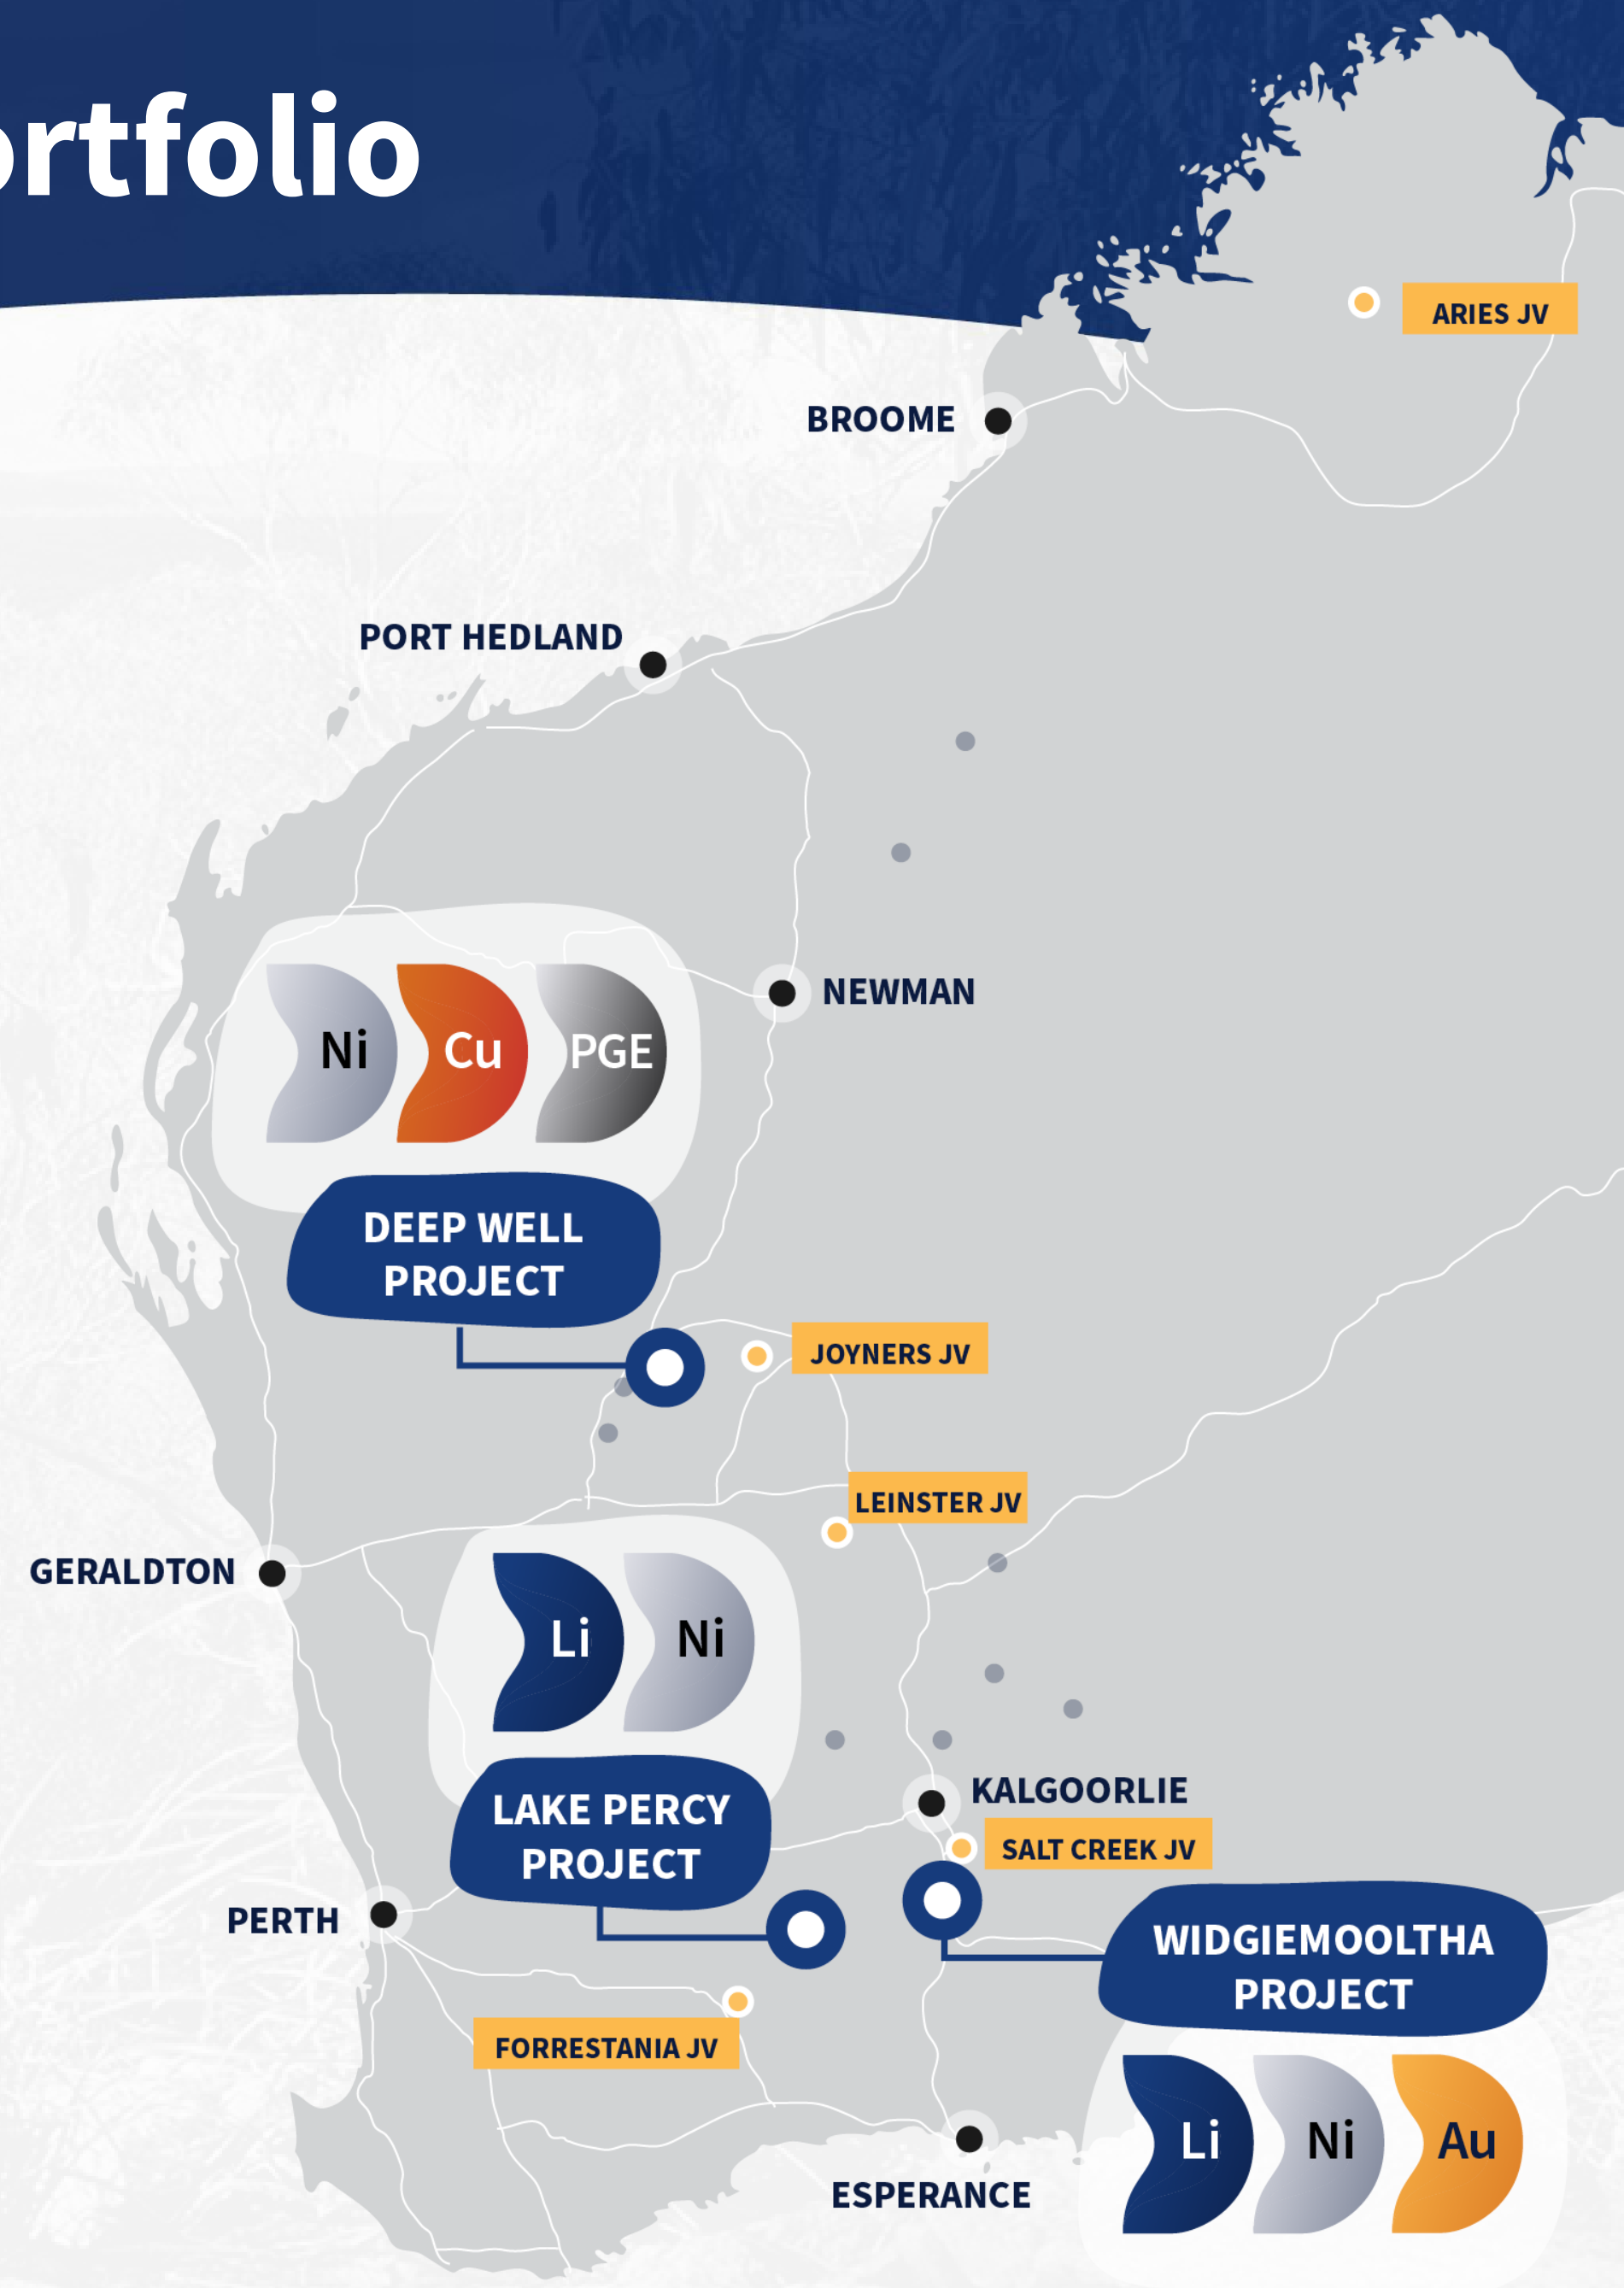 ortfolio
ARIES JV
BROOME
PORT HEDLAND
NEWMAN
Ni
Cu
PGE
DEEP WELL
PROJECT
JOYNERS JV
LEINSTER JV
GERALDTON
Li
Ni
LAKE PERCY
PROJECT
KALGOORLIE
SALT CREEK JV
PERTH
WIDGIEMOOLTHA
PROJECT
FORRESTANIA JV
Li
Ni
Au
ESPERANCE